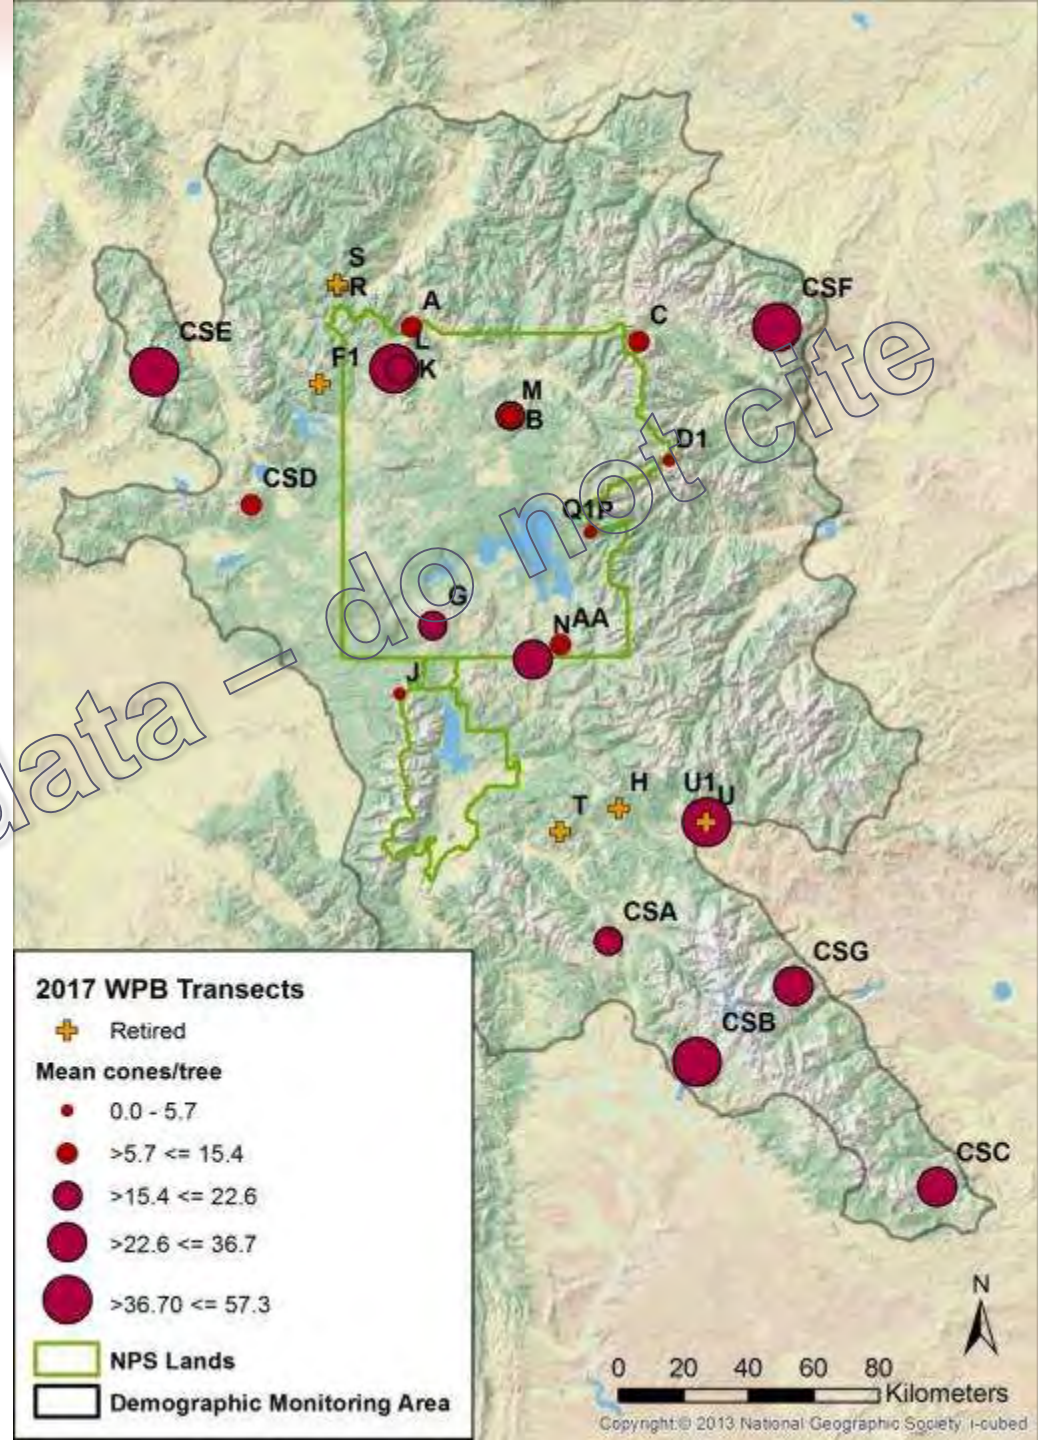 S
R
A
C
CSF
CSE
L
F1
K
M
B
D1
CSD
Q1P
G
N AA
J
H
U1
U
T
CSA
CSG
CSB
CSC
data – do not cite
2017 WPB Transects
Retired
Mean cones/tree
0.0 - 5.7
>5.7 <= 15.4
>15.4 <= 22.6
>22.6 <= 36.7
>36.70 <= 57.3
NPS Lands
Demographic Monitoring Area
N
0 20 40 60 80
Kilometers
Copyright:© 2013 National Geographic Society, i-cubed